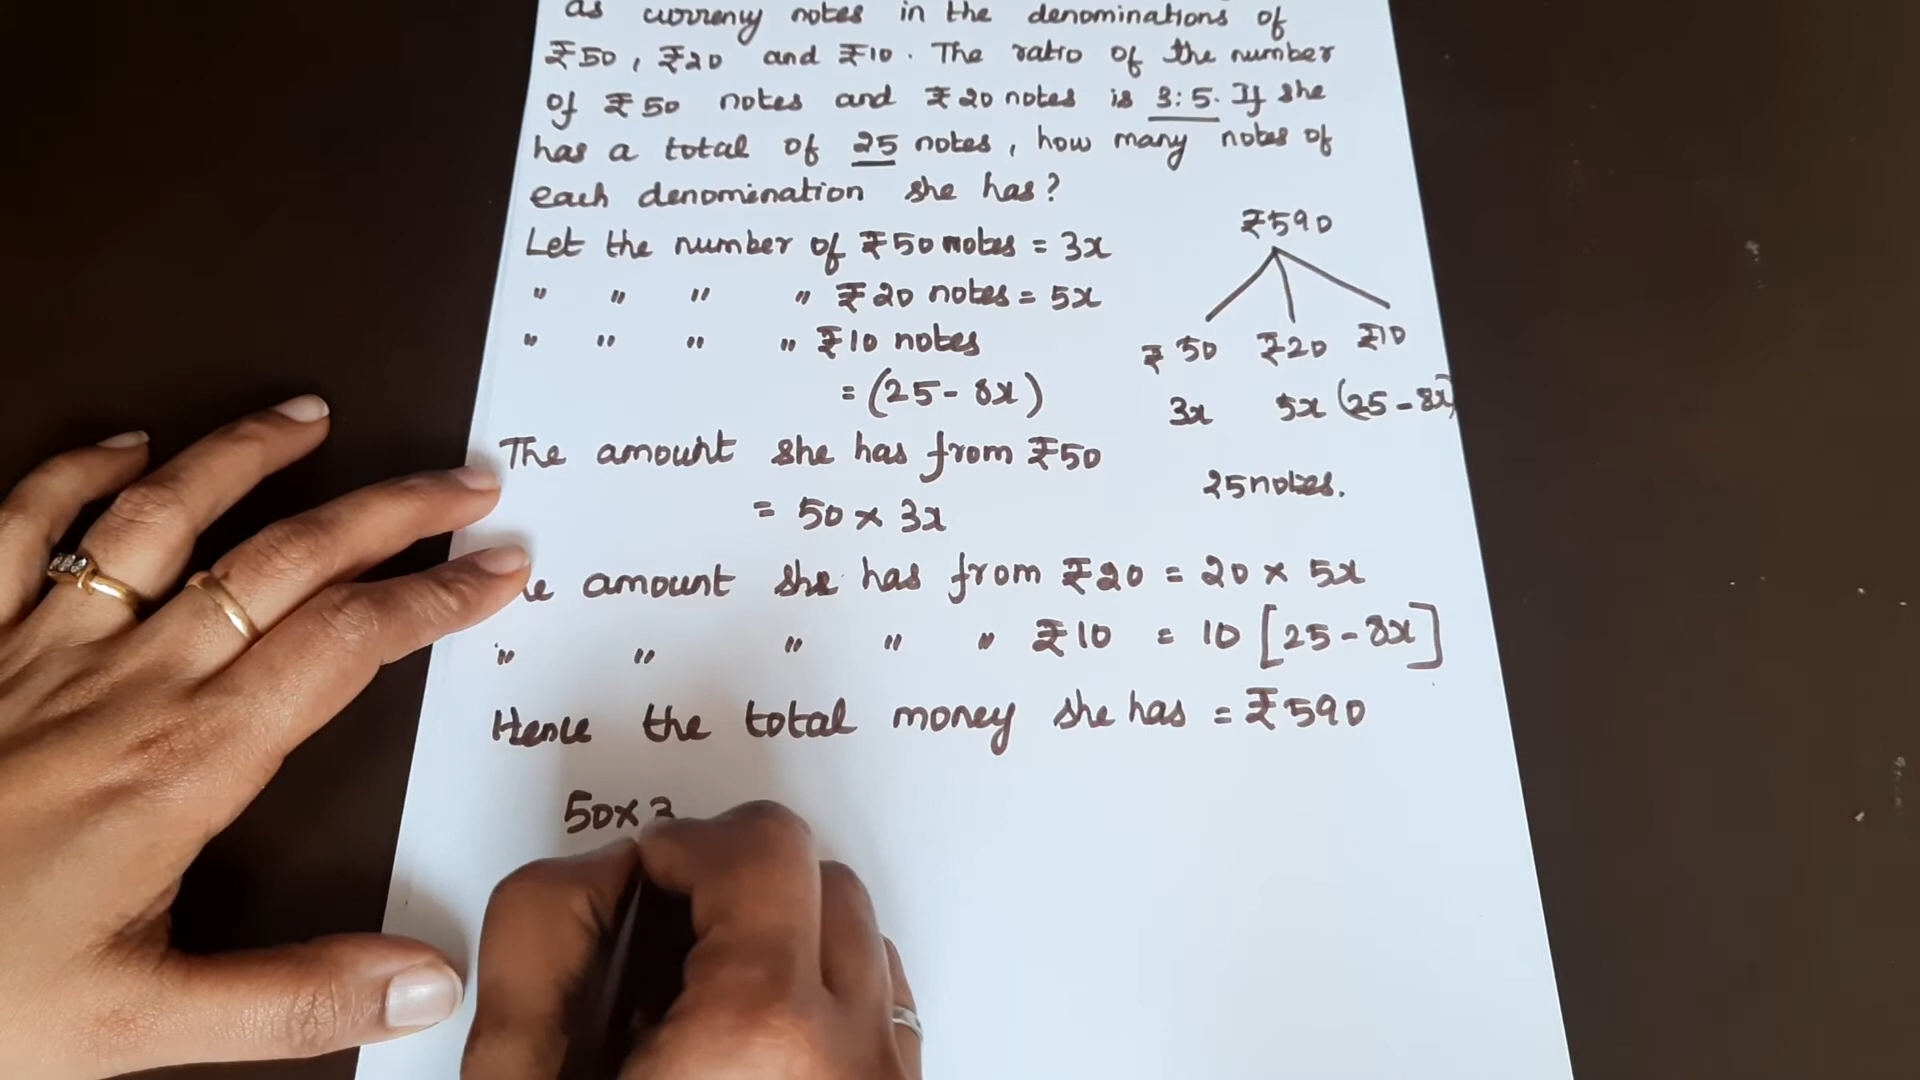 as curreny notes in the denominations of
₹50, ₹20 and ₹10. The ratio of the number
of ₹50 notes and ₹20 notes is 3:5. If she
has a total of 25 notes, how many notes of
each denomination she has?
Let the number of ₹50 notes = 3x
" " " " ₹20 notes = 5x
" " " " ₹10 notes
= (25 - 8x)
The amount she has from ₹50
= 50 × 3x
amount she has from ₹20 = 20 × 5x
" " " " " ₹10 = 10 [25 - 8x]
Hence the total money she has = ₹590
50 × 3
₹590
₹50 ₹20 ₹10
3x 5x (25 - 8x)
25 notes.